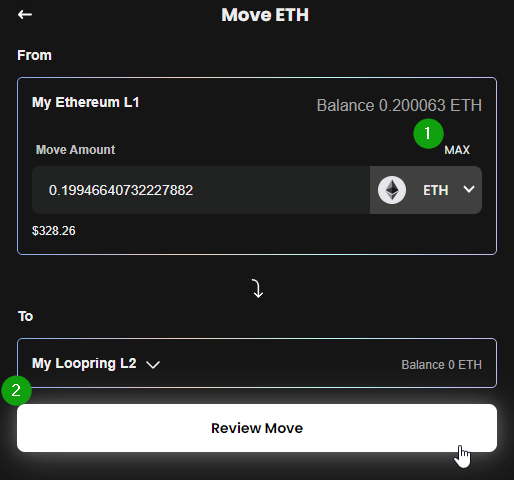 Move ETH
From
My Ethereum L1 Balance 0.200063 ETH
1
Move Amount MAX
0.19946640732227882 ETH
$328.26
To
My Loopring L2 Balance 0 ETH
2
Review Move